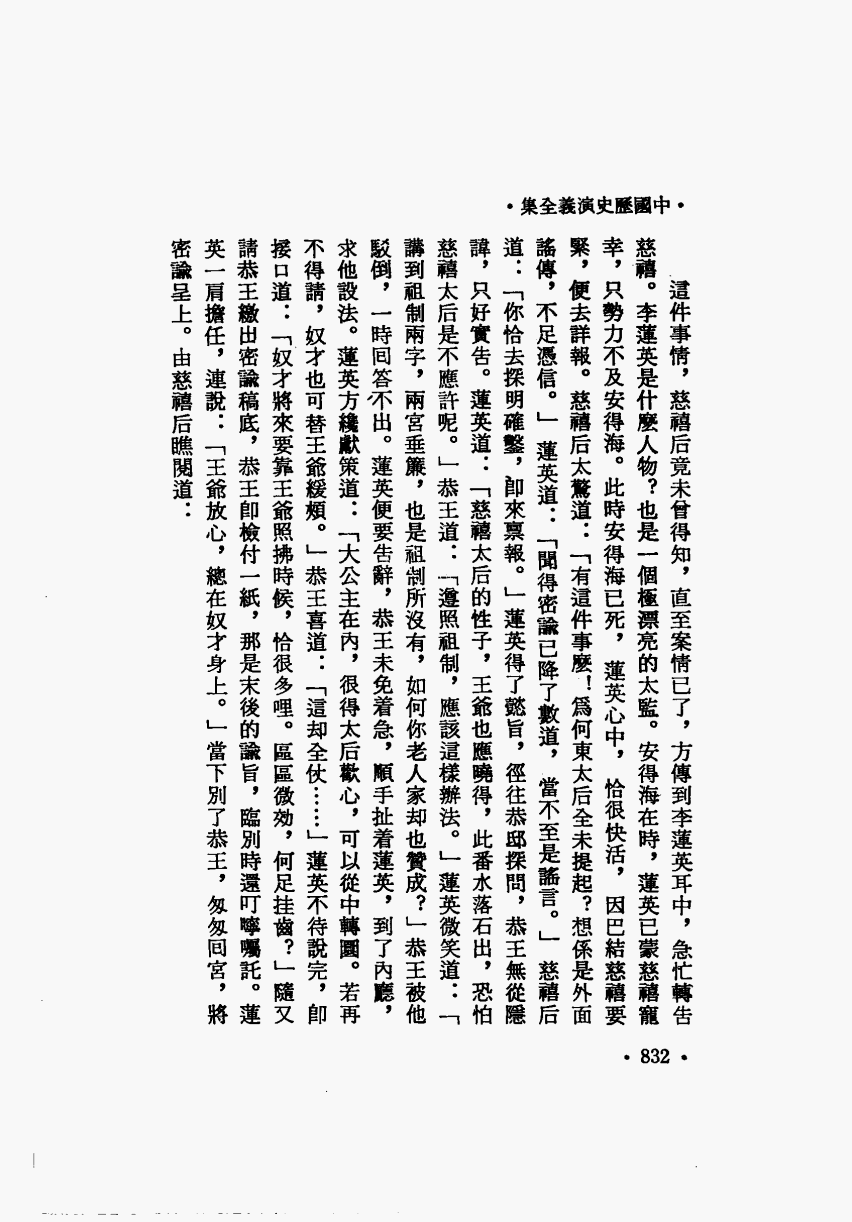 ·中國歷史演義全集·
這件事情，慈禧后竟未曾得知，直至案情已了，方傳到李蓮英耳中，急忙轉告
慈禧。李蓮英是什麼人物？也是一個極漂亮的太監。安得海在時，蓮英已蒙慈禧寵
幸，只勢力不及安得海。此時安得海已死，蓮英心中，恰很快活，因巴結慈禧要
緊，便去詳報。慈禧后太驚道：「有這件事麼！爲何東太后全未提起？想係是外面
謠傳，不足憑信。」蓮英道：「聞得密諭已降了數道，當不至是謠言。」慈禧后
道：「你恰去探明確鑿，卽來禀報。」蓮英得了懿旨，徑往恭邸探問，恭王無從隱
諱，只好實告。蓮英道：「慈禧太后的性子，王爺也應曉得，此番水落石出，恐怕
慈禧太后是不應許呢。」恭王道：「遵照祖制，應該這樣辦法。」蓮英微笑道：「
講到祖制兩字，兩宮垂簾，也是祖制所沒有，如何你老人家却也贊成？」恭王被他
駁倒，一時回答不出。蓮英便要告辭，恭王未免着急，順手扯着蓮英，到了內廳，
求他設法。蓮英方纔獻策道：「大公主在內，很得太后歡心，可以從中轉圜。若再
不得請，奴才也可替王爺緩頰。」恭王喜道：「這却全仗……」蓮英不待說完，卽
接口道：「奴才將來要靠王爺照拂時候，恰很多哩。區區微効，何足挂齒？」隨又
請恭王繳出密諭稿底，恭王卽檢付一紙，那是末後的諭旨，臨別時還叮嚀囑託。蓮
英一肩擔任，連說：「王爺放心，總在奴才身上。」當下別了恭王，匆匆回宮，將
密諭呈上。由慈禧后瞧閱道：
·832·